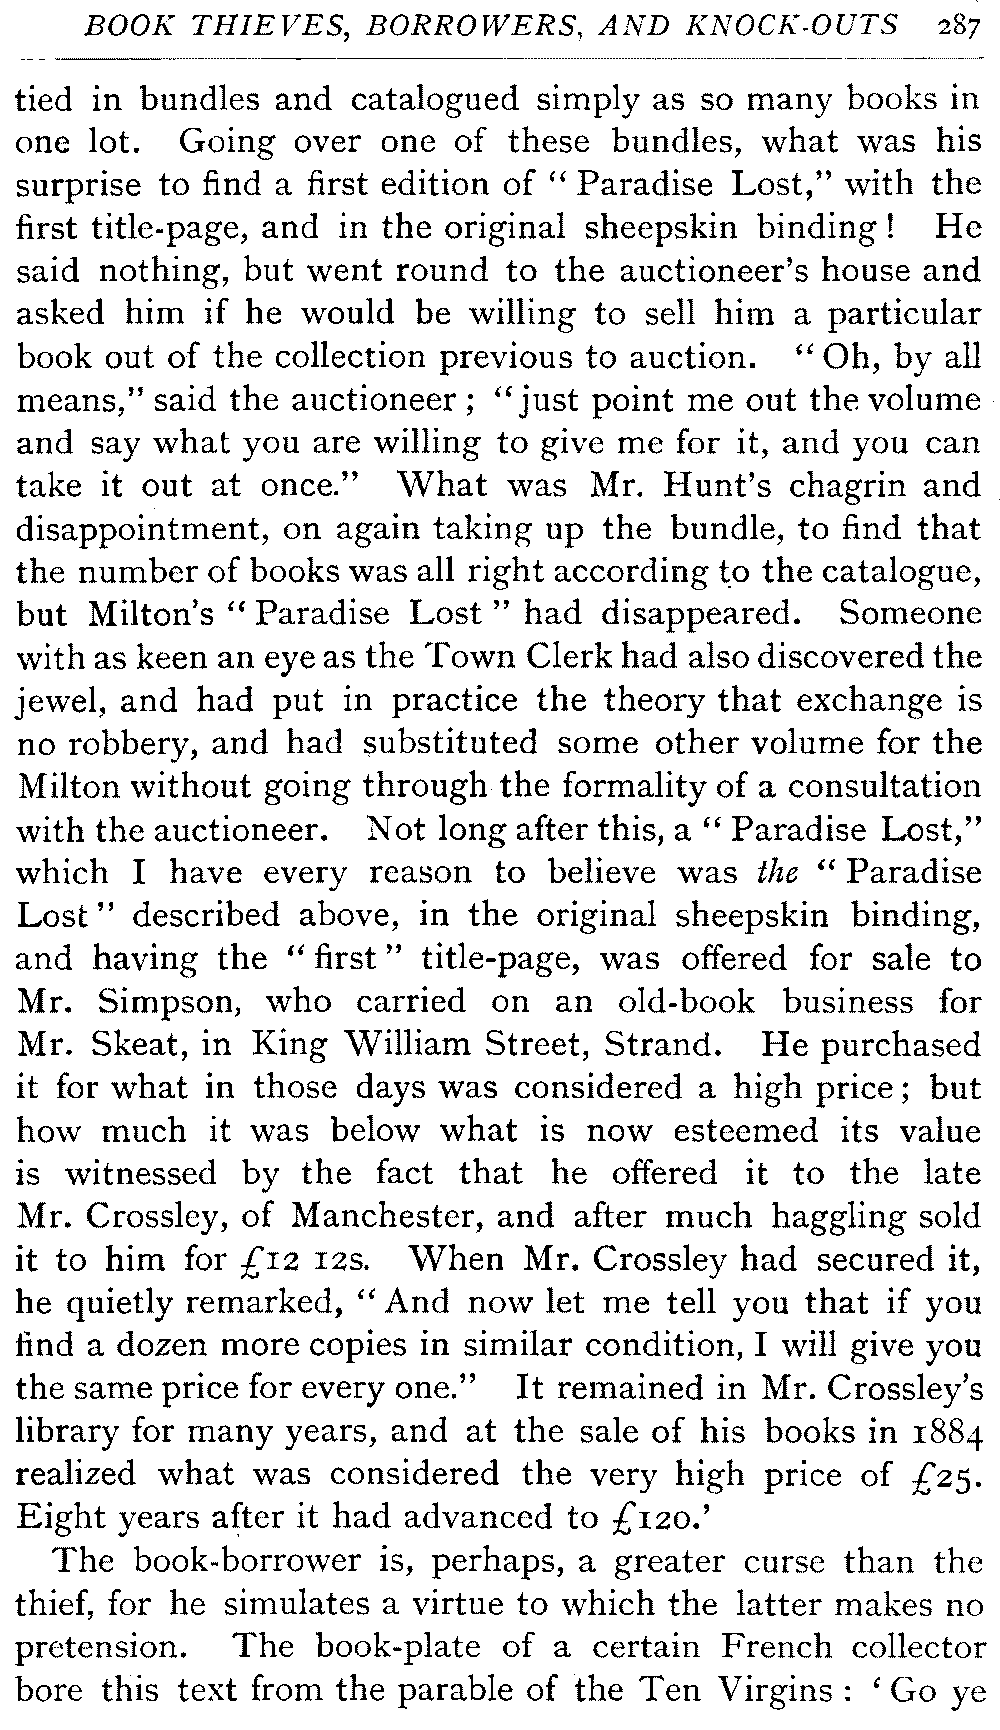 BOOK THIEVES, BORROWERS, AND KNOCK-OUTS 287
tied in bundles and catalogued simply as so many books in
one lot. Going over one of these bundles, what was his
surprise to find a first edition of “ Paradise Lost,” with the
first title-page, and in the original sheepskin binding ! He
said nothing, but went round to the auctioneer's house and
asked him if he would be willing to sell him a particular
book out of the collection previous to auction. “ Oh, by all
means,” said the auctioneer ; “just point me out the volume
and say what you are willing to give me for it, and you can
take it out at once.” What was Mr. Hunt's chagrin and
disappointment, on again taking up the bundle, to find that
the number of books was all right according to the catalogue,
but Milton's “ Paradise Lost ” had disappeared. Someone
with as keen an eye as the Town Clerk had also discovered the
jewel, and had put in practice the theory that exchange is
no robbery, and had substituted some other volume for the
Milton without going through the formality of a consultation
with the auctioneer. Not long after this, a “ Paradise Lost,”
which I have every reason to believe was the “ Paradise
Lost ” described above, in the original sheepskin binding,
and having the “ first ” title-page, was offered for sale to
Mr. Simpson, who carried on an old-book business for
Mr. Skeat, in King William Street, Strand. He purchased
it for what in those days was considered a high price ; but
how much it was below what is now esteemed its value
is witnessed by the fact that he offered it to the late
Mr. Crossley, of Manchester, and after much haggling sold
it to him for £12 12s. When Mr. Crossley had secured it,
he quietly remarked, “ And now let me tell you that if you
find a dozen more copies in similar condition, I will give you
the same price for every one.” It remained in Mr. Crossley's
library for many years, and at the sale of his books in 1884
realized what was considered the very high price of £25.
Eight years after it had advanced to £120.’
The book-borrower is, perhaps, a greater curse than the
thief, for he simulates a virtue to which the latter makes no
pretension. The book-plate of a certain French collector
bore this text from the parable of the Ten Virgins : ‘ Go ye